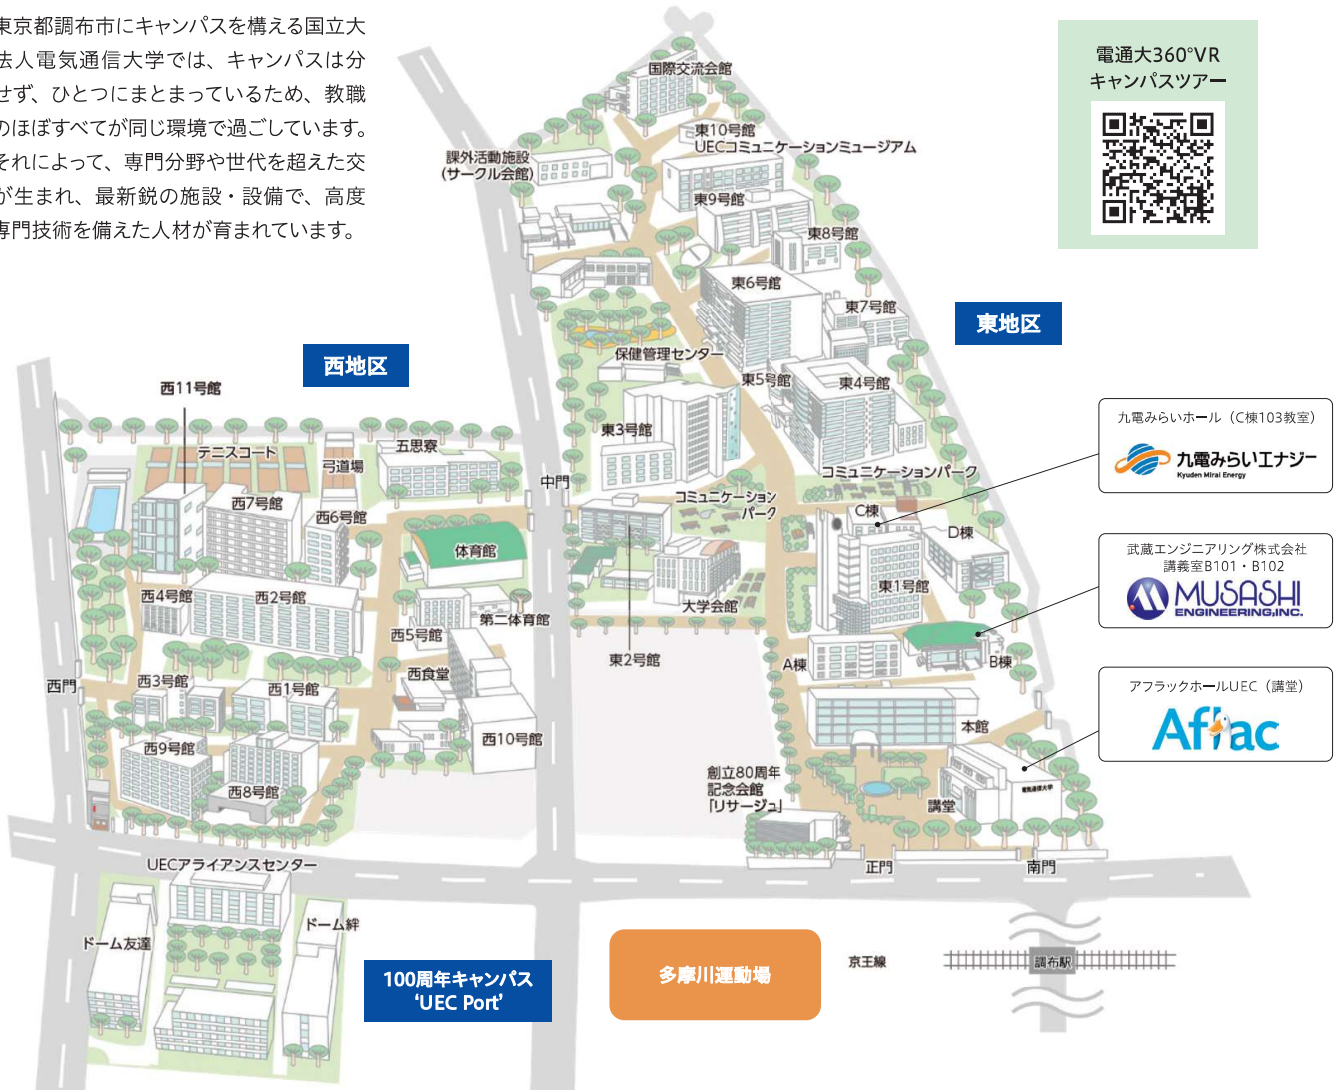 東京都調布市にキャンパスを構える国立大
法人電気通信大学では、キャンパスは分
せず、ひとつにまとまっているため、教職
のほぼすべてが同じ環境で過ごしています。
それによって、専門分野や世代を超えた交
が生まれ、最新鋭の施設・設備で、高度
専門技術を備えた人材が育まれています。
電通大360°VR
キャンパスツアー
国際交流会館
東10号館
UECコミュニケーションミュージアム
課外活動施設
(サークル会館)
東9号館
東8号館
東6号館
東7号館
東地区
保健管理センター
西地区
東5号館
東4号館
西11号館
九電みらいホール（C棟103教室）
九電みらいエナジー
Kyuden Mirai Energy
東3号館
テニスコート
弓道場
五思寮
中門
コミュニケーションパーク
コミュニケーション
パーク
西7号館
西6号館
C棟
D棟
体育館
武蔵エンジニアリング株式会社
講義室B101・B102
MUSASHI
ENGINEERING,INC.
東1号館
西4号館
西2号館
大学会館
第二体育館
西5号館
東2号館
A棟
B棟
西門
西3号館
西1号館
西食堂
アフラックホールUEC（講堂）
Aflac
本館
西9号館
西10号館
西8号館
創立80周年
記念会館
「リサージュ」
講堂
電気通信大学
UECアライアンスセンター
正門
南門
ドーム友達
ドーム絆
100周年キャンパス
‘UEC Port’
多摩川運動場
京王線
調布駅